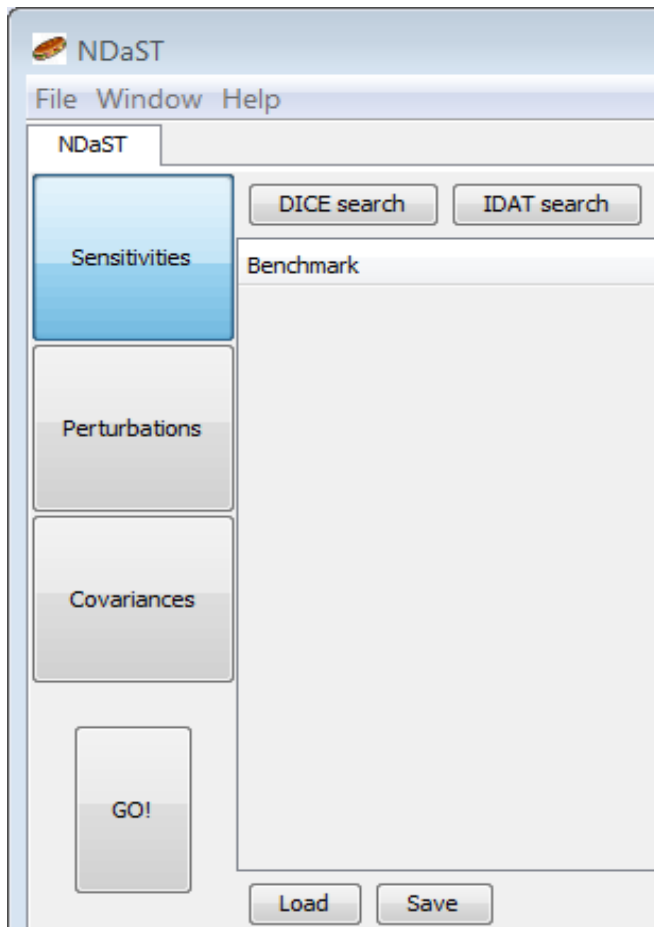 NDaST
File Window Help
NDaST
DICE search IDAT search
Sensitivities
Benchmark
Perturbations
Covariances
GO!
Load Save